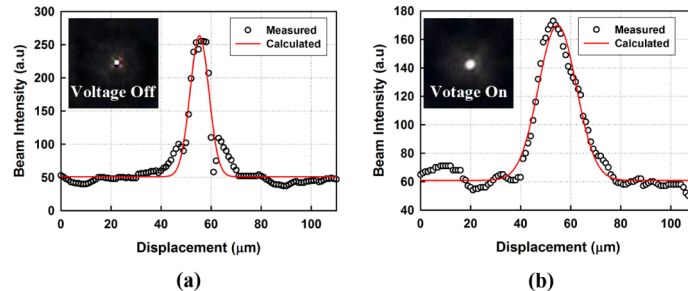 300
250
200
150
100
50
0
Beam Intensity (a.u)
Measured
Calculated
Voltage Off
0 20 40 60 80 100
Displacement (µm)
(a)
180
160
140
120
100
80
60
40
Beam Intensity (a.u)
Measured
Calculated
Votage On
0 20 40 60 80 100
Displacement (µm)
(b)